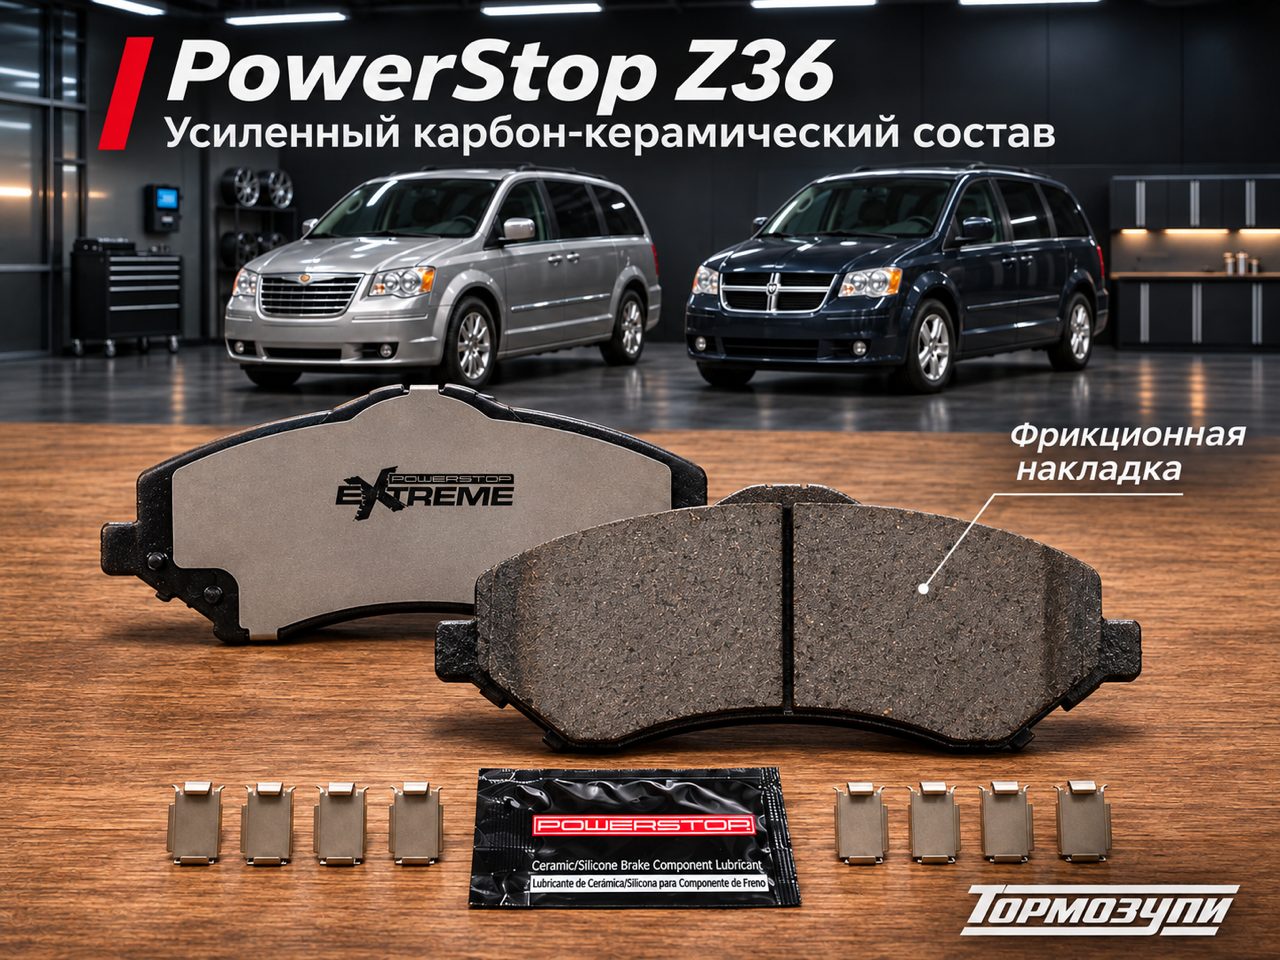 PowerStop Z36
Усиленный карбон-керамический состав
Фрикционная
накладка
POWERSTOP
EXTREME
POWERSTOP
Ceramic/Silicone Brake Component Lubricant
Lubricante de Cerámica/Silicona para Componente de Freno
ТОРМОЗУПИ